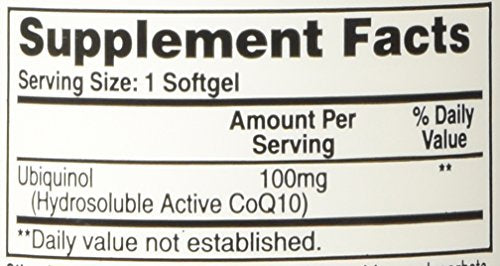 Supplement Facts
Serving Size: 1 Softgel
Amount Per Serving
% Daily Value
Ubiquinol 100mg **
(Hydrosoluble Active CoQ10)
**Daily value not established.